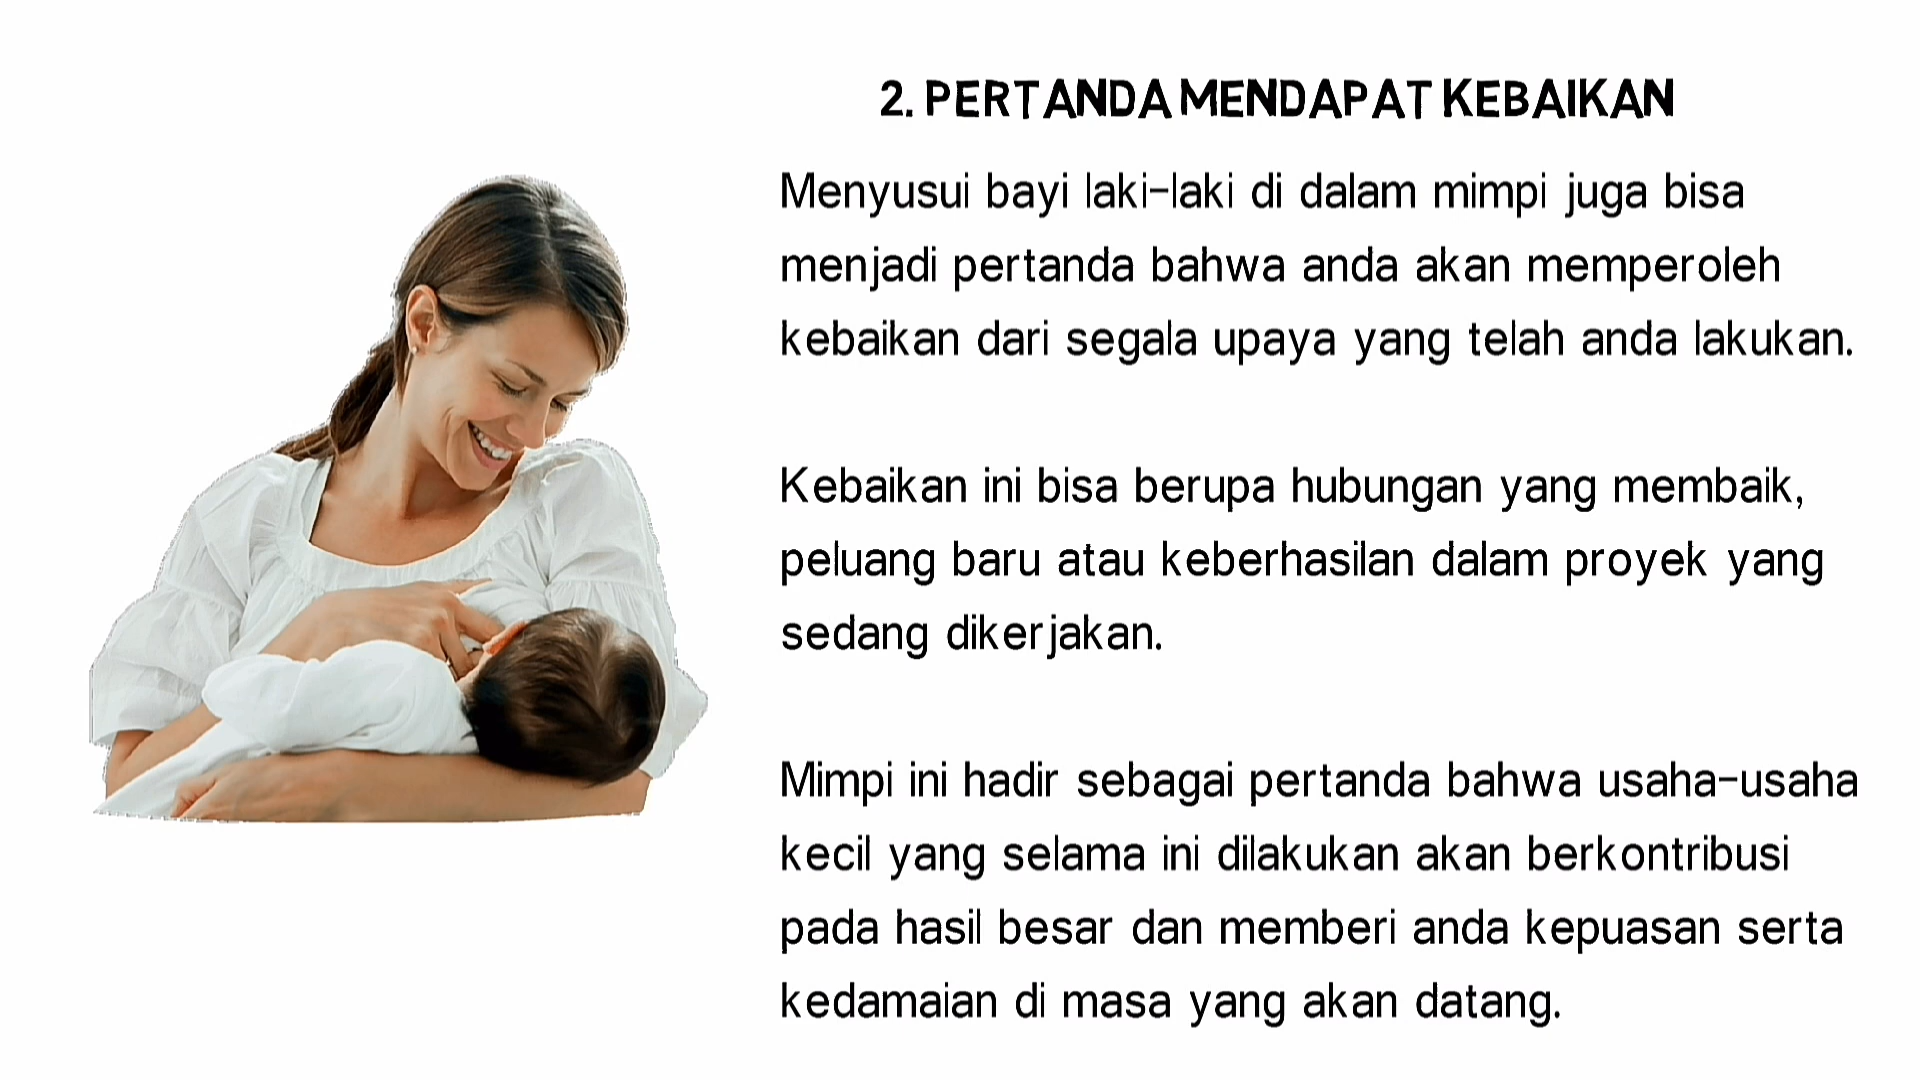 2. PERTANDA MENDAPAT KEBAIKAN
Menyusui bayi laki-laki di dalam mimpi juga bisa
menjadi pertanda bahwa anda akan memperoleh
kebaikan dari segala upaya yang telah anda lakukan.
Kebaikan ini bisa berupa hubungan yang membaik,
peluang baru atau keberhasilan dalam proyek yang
sedang dikerjakan.
Mimpi ini hadir sebagai pertanda bahwa usaha-usaha
kecil yang selama ini dilakukan akan berkontribusi
pada hasil besar dan memberi anda kepuasan serta
kedamaian di masa yang akan datang.